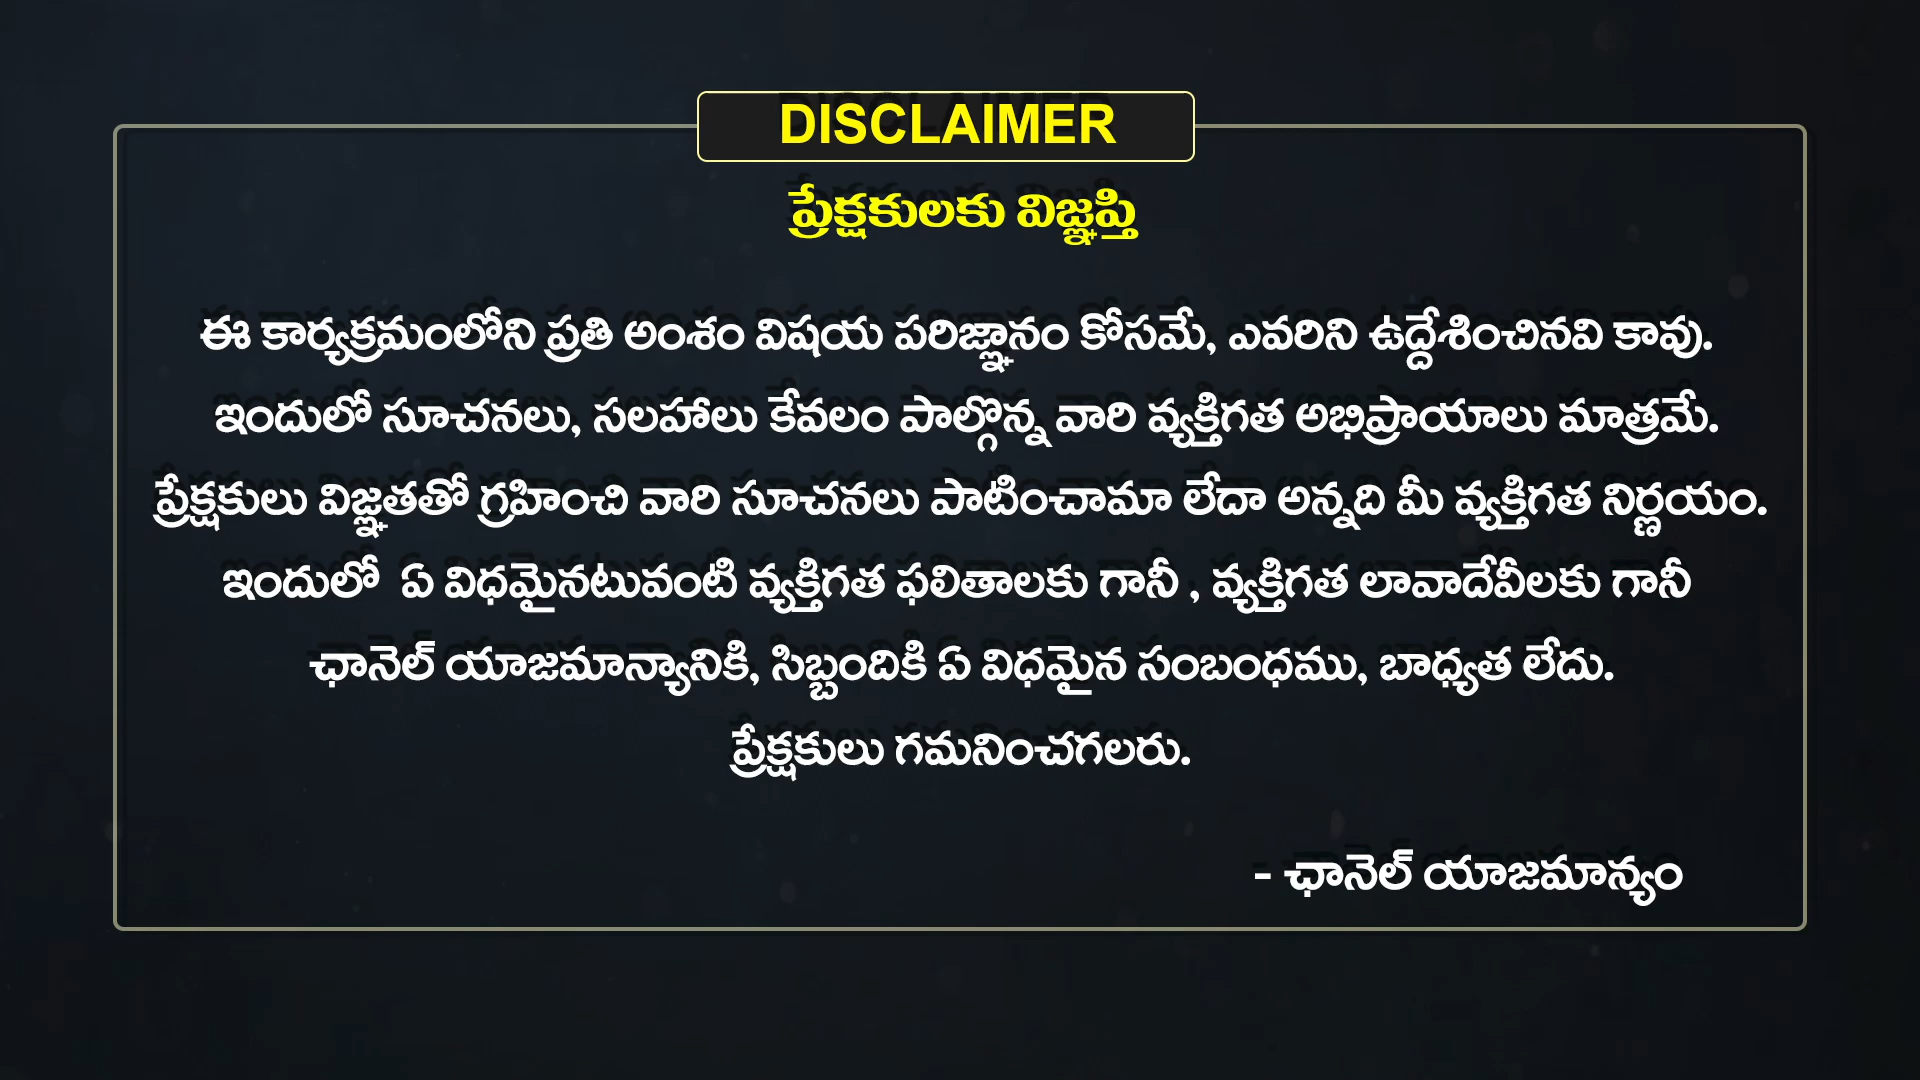 DISCLAIMER
ప్రేక్షకులకు విజ్ఞప్తి
ఈ కార్యక్రమంలోని ప్రతి అంశం విషయ పరిజ్ఞానం కోసమే, ఎవరిని ఉద్దేశించినవి కావు.
ఇందులో సూచనలు, సలహాలు కేవలం పాల్గొన్న వారి వ్యక్తిగత అభిప్రాయాలు మాత్రమే.
ప్రేక్షకులు విజ్ఞతతో గ్రహించి వారి సూచనలు పాటించామా లేదా అన్నది మీ వ్యక్తిగత నిర్ణయం.
ఇందులో ఏ విధమైనటువంటి వ్యక్తిగత ఫలితాలకు గానీ , వ్యక్తిగత లావాదేవీలకు గానీ
ఛానెల్ యాజమాన్యానికి, సిబ్బందికి ఏ విధమైన సంబంధము, బాధ్యత లేదు.
ప్రేక్షకులు గమనించగలరు.
- ఛానెల్ యాజమాన్యం